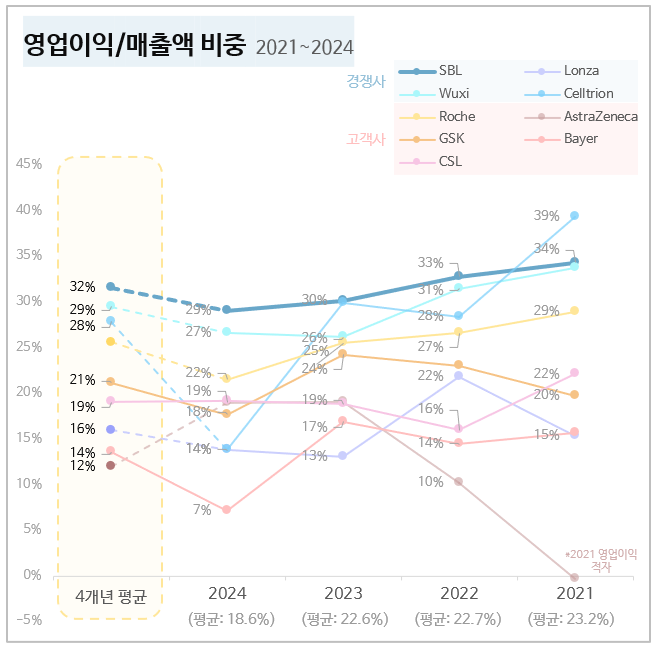 영업이익/매출액 비중 2021~2024
경쟁사
SBL
Lonza
Wuxi
Celltrion
고객사
Roche
AstraZeneca
GSK
Bayer
CSL
45%
40%
35%
30%
25%
20%
15%
10%
5%
0%
-5%
32%
29%
28%
21%
19%
16%
14%
12%
29%
27%
22%
19%
18%
14%
7%
30%
26%
25%
24%
19%
17%
13%
33%
31%
28%
27%
22%
16%
14%
10%
39%
34%
29%
22%
20%
15%
*2021 영업이익
적자
4개년 평균
2024
2023
2022
2021
(평균: 18.6%)
(평균: 22.6%)
(평균: 22.7%)
(평균: 23.2%)